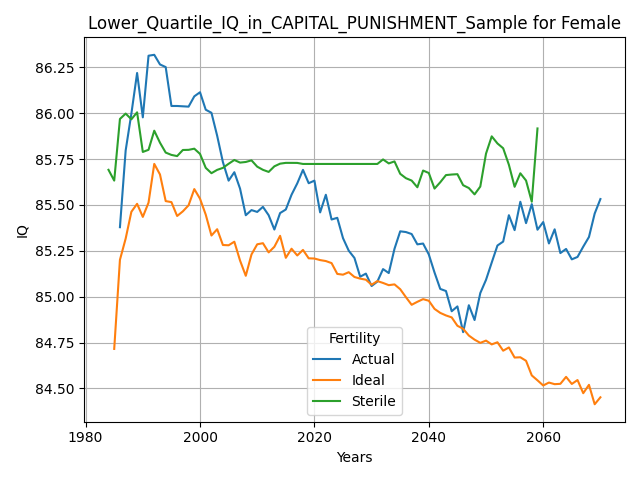 Lower_Quartile_IQ_in_CAPITAL_PUNISHMENT_Sample for Female
IQ
86.25
86.00
85.75
85.50
85.25
85.00
84.75
84.50
Fertility
Actual
Ideal
Sterile
1980
2000
2020
2040
2060
Years